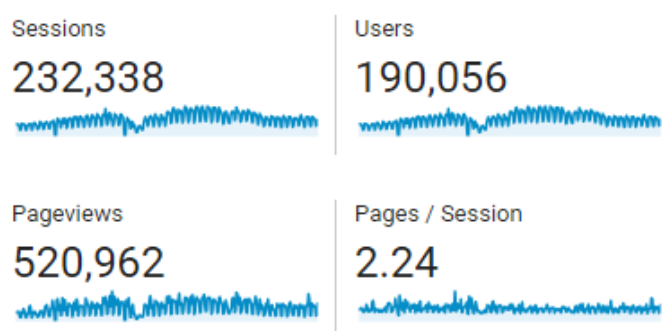 Sessions
232,338
Users
190,056
Pageviews
520,962
Pages / Session
2.24